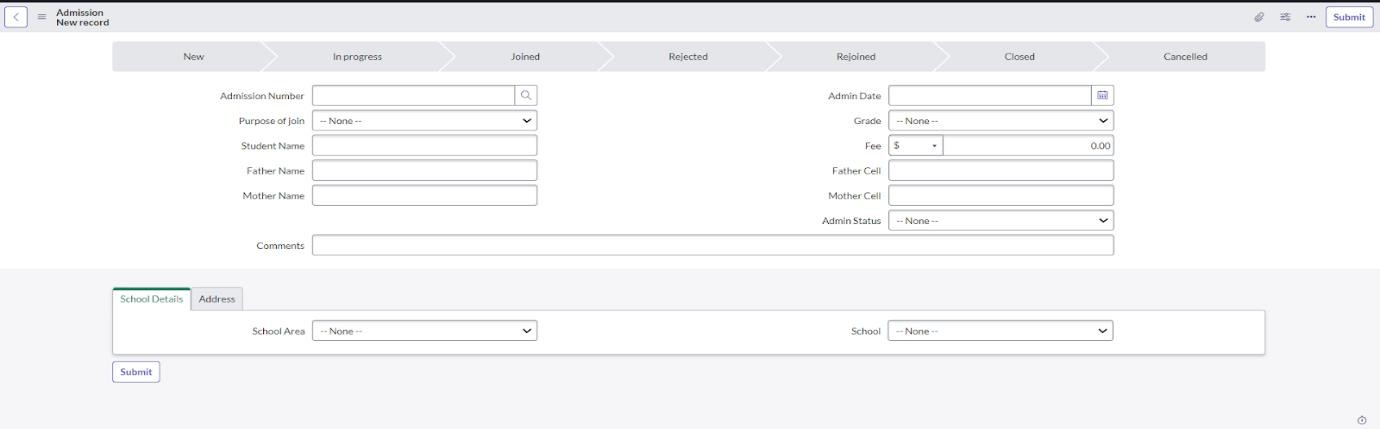 Admission
New record
Submit
New In progress Joined Rejected Rejoined Closed Cancelled
Admission Number Admin Date
Purpose of join -- None -- Grade -- None --
Student Name Fee $ 0.00
Father Name Father Cell
Mother Name Mother Cell
Admin Status -- None --
Comments
School Details Address
School Area -- None -- School -- None --
Submit